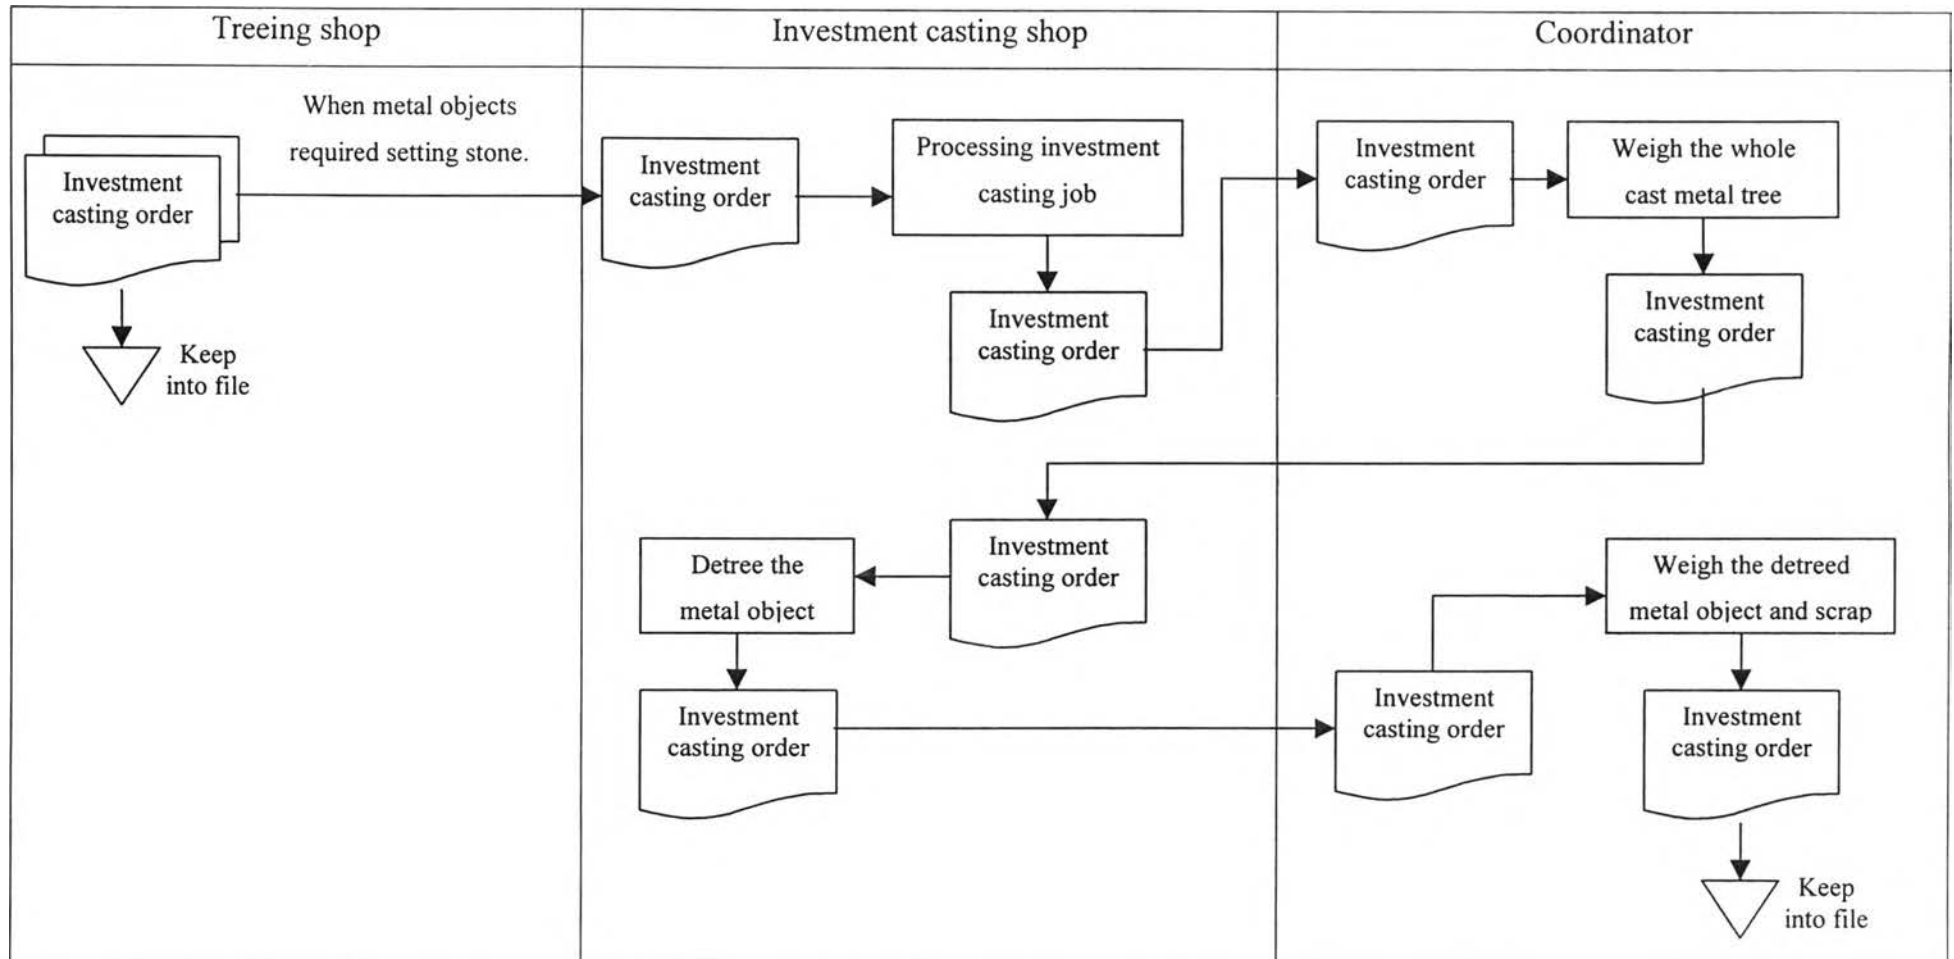 Treeing shop
Investment casting shop
Coordinator
When metal objects
required setting stone.
Investment
casting order
Keep
into file
Investment
casting order
Processing investment
casting job
Investment
casting order
Investment
casting order
Weigh the whole
cast metal tree
Investment
casting order
Investment
casting order
Detree the
metal object
Investment
casting order
Investment
casting order
Weigh the detreed
metal object and scrap
Investment
casting order
Keep
into file